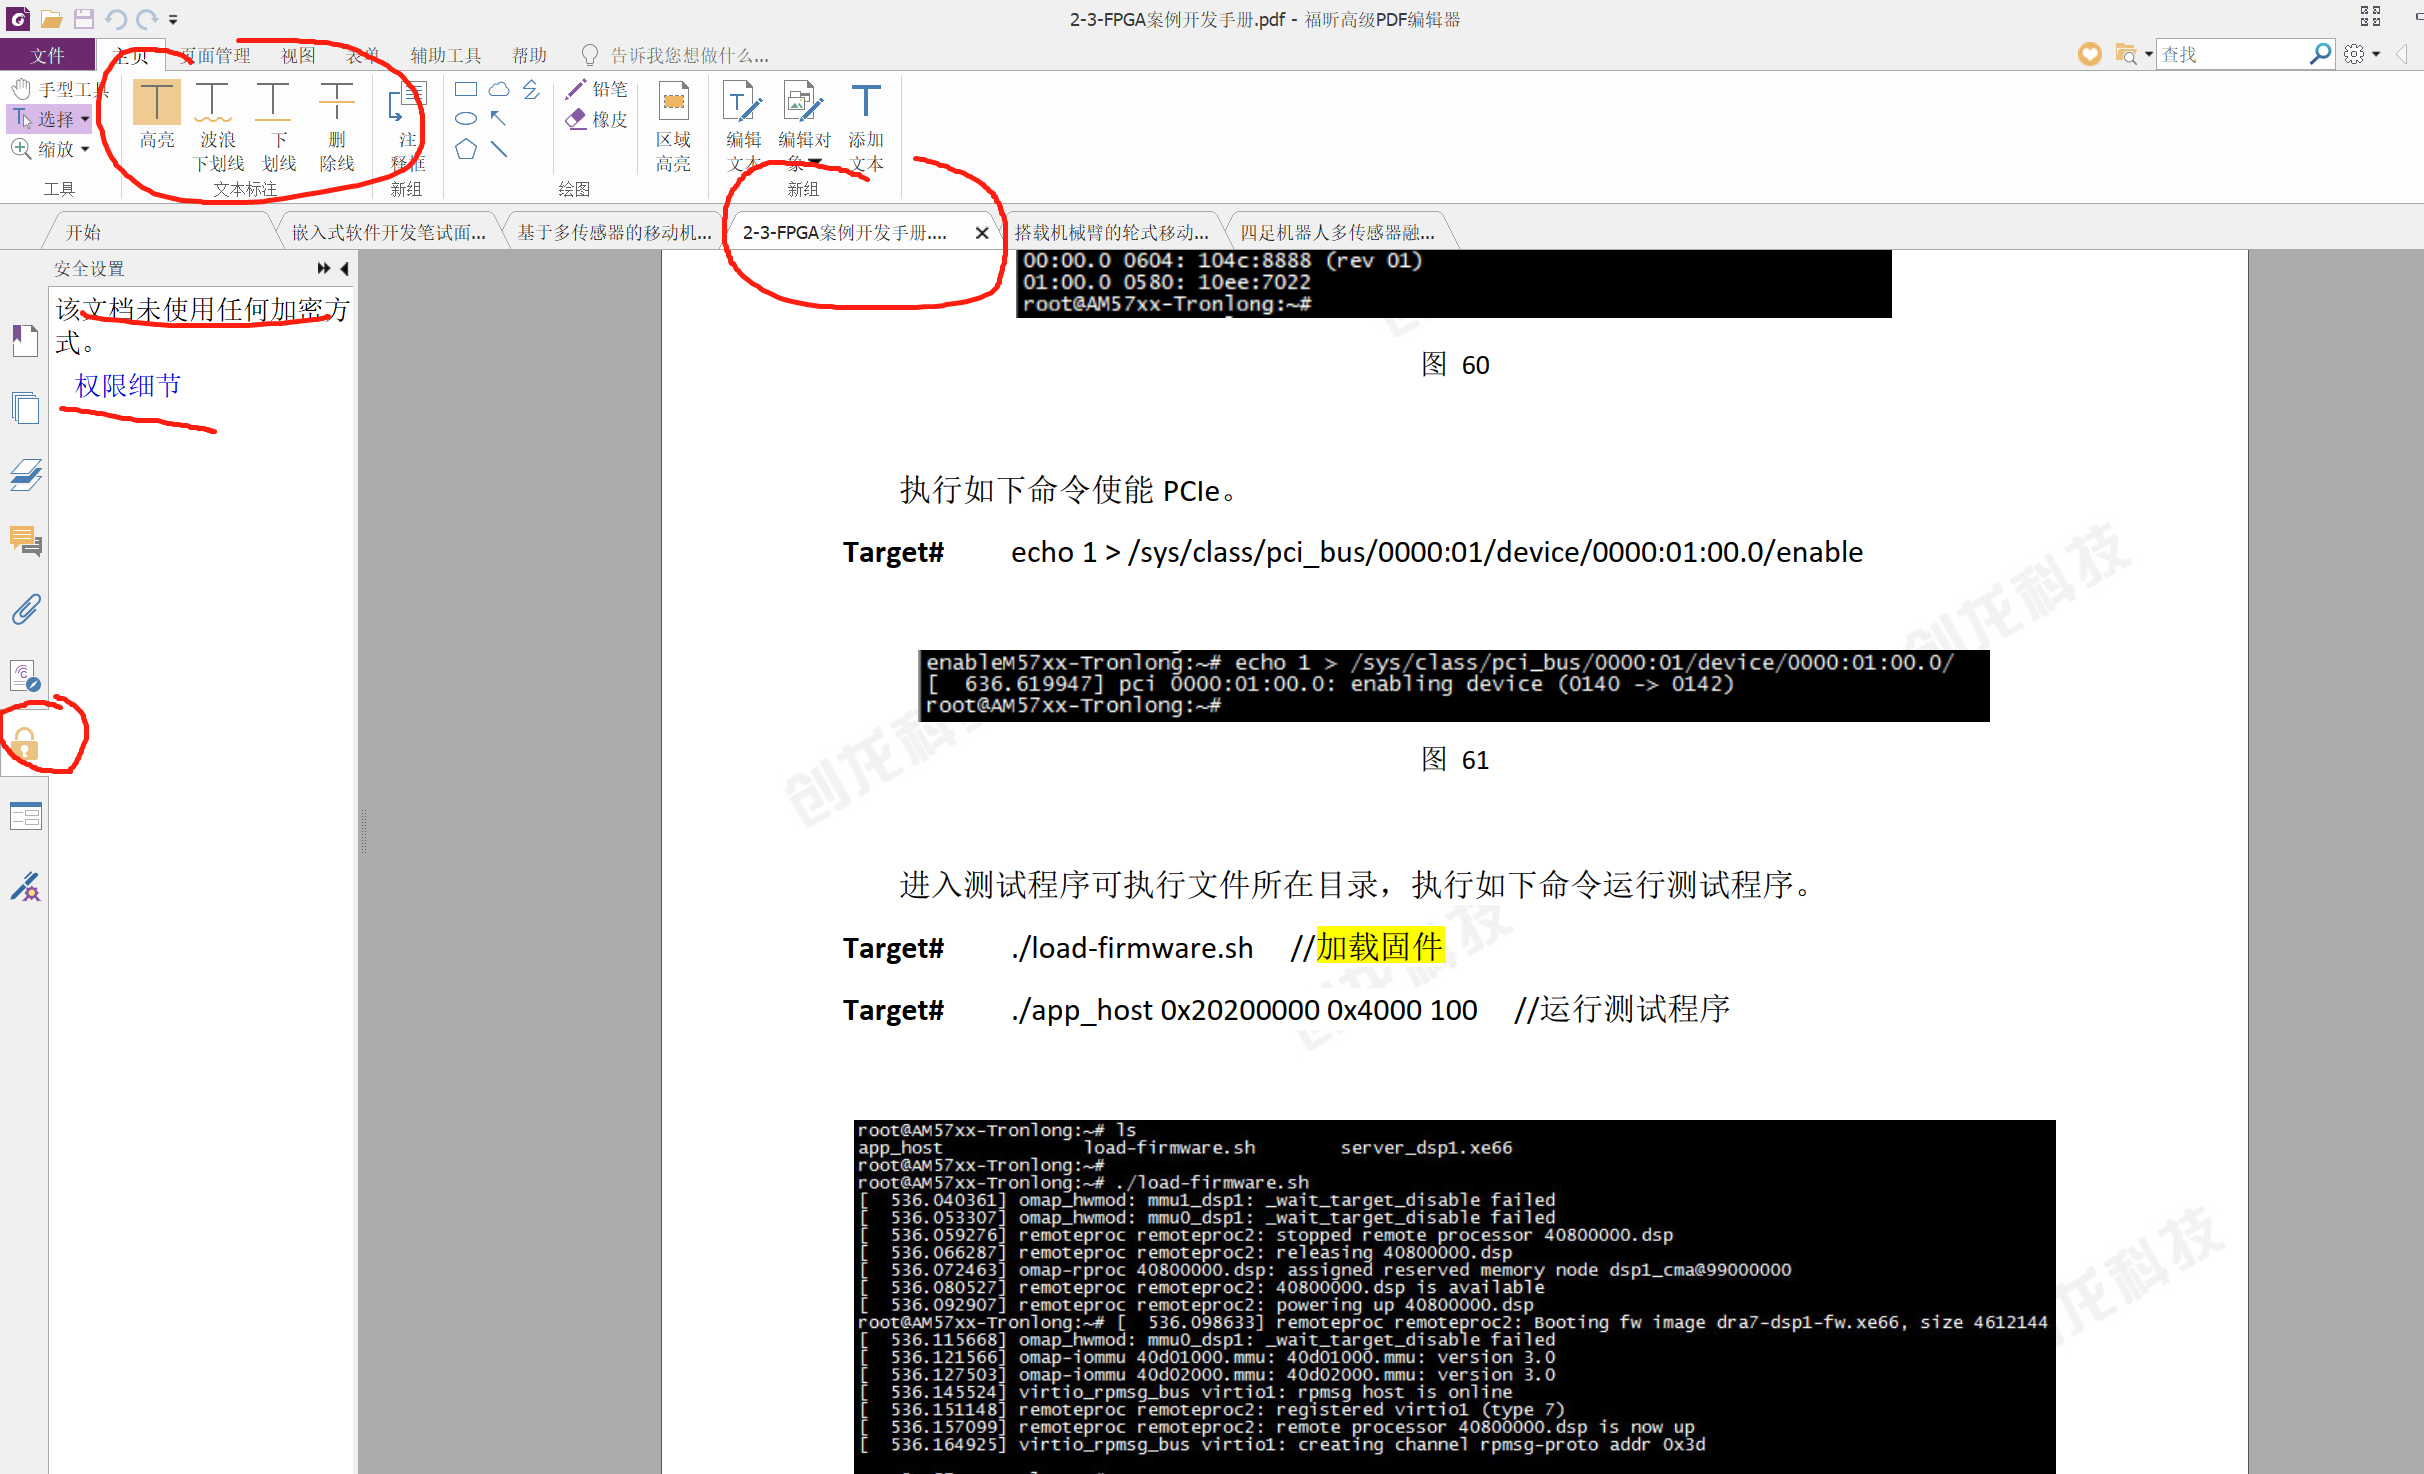 2-3-FPGA案例开发手册.pdf - 福昕高级PDF编辑器
文件 主页 页面管理 视图 表单 辅助工具 帮助 告诉我您想做什么...
查找
手型工具
选择
缩放
工具
高亮
波浪
下划线
下
划线
删
除线
文本标注
注
释框
新组
铅笔
橡皮
绘图
区域
高亮
编辑
文本
编辑对
象
添加
文本
新组
开始
嵌入式软件开发笔试面...
基于多传感器的移动机...
2-3-FPGA案例开发手册....
搭载机械臂的轮式移动...
四足机器人多传感器融...
安全设置
该文档未使用任何加密方
式。
权限细节
00:00.0 0604: 104c:8888 (rev 01)
01:00.0 0580: 10ee:7022
root@AM57xx-Tronlong:~#
图 60
执行如下命令使能 PCIe。
Target# echo 1 > /sys/class/pci_bus/0000:01/device/0000:01:00.0/enable
创龙科技
enableM57xx-Tronlong:~# echo 1 > /sys/class/pci_bus/0000:01/device/0000:01:00.0/
[ 636.619947] pci 0000:01:00.0: enabling device (0140 -> 0142)
root@AM57xx-Tronlong:~#
图 61
进入测试程序可执行文件所在目录，执行如下命令运行测试程序。
Target# ./load-firmware.sh //加载固件
Target# ./app_host 0x20200000 0x4000 100 //运行测试程序
root@AM57xx-Tronlong:~# ls
app_host load-firmware.sh server_dsp1.xe66
root@AM57xx-Tronlong:~#
root@AM57xx-Tronlong:~# ./load-firmware.sh
[ 536.040361] omap_hwmod: mmu1_dsp1: _wait_target_disable failed
[ 536.053307] omap_hwmod: mmu0_dsp1: _wait_target_disable failed
[ 536.059276] remoteproc remoteproc2: stopped remote processor 40800000.dsp
[ 536.066287] remoteproc remoteproc2: releasing 40800000.dsp
[ 536.072463] omap-rproc 40800000.dsp: assigned reserved memory node dsp1_cma@99000000
[ 536.080527] remoteproc remoteproc2: 40800000.dsp is available
[ 536.092907] remoteproc remoteproc2: powering up 40800000.dsp
root@AM57xx-Tronlong:~# [ 536.098633] remoteproc remoteproc2: Booting fw image dra7-dsp1-fw.xe66, size 4612144
[ 536.115668] omap_hwmod: mmu0_dsp1: _wait_target_disable failed
[ 536.121566] omap-iommu 40d01000.mmu: 40d01000.mmu: version 3.0
[ 536.127503] omap-iommu 40d02000.mmu: 40d02000.mmu: version 3.0
[ 536.145524] virtio_rpmsg_bus virtio1: rpmsg host is online
[ 536.151148] remoteproc remoteproc2: registered virtio1 (type 7)
[ 536.157099] remoteproc remoteproc2: remote processor 40800000.dsp is now up
[ 536.164925] virtio_rpmsg_bus virtio1: creating channel rpmsg-proto addr 0x3d